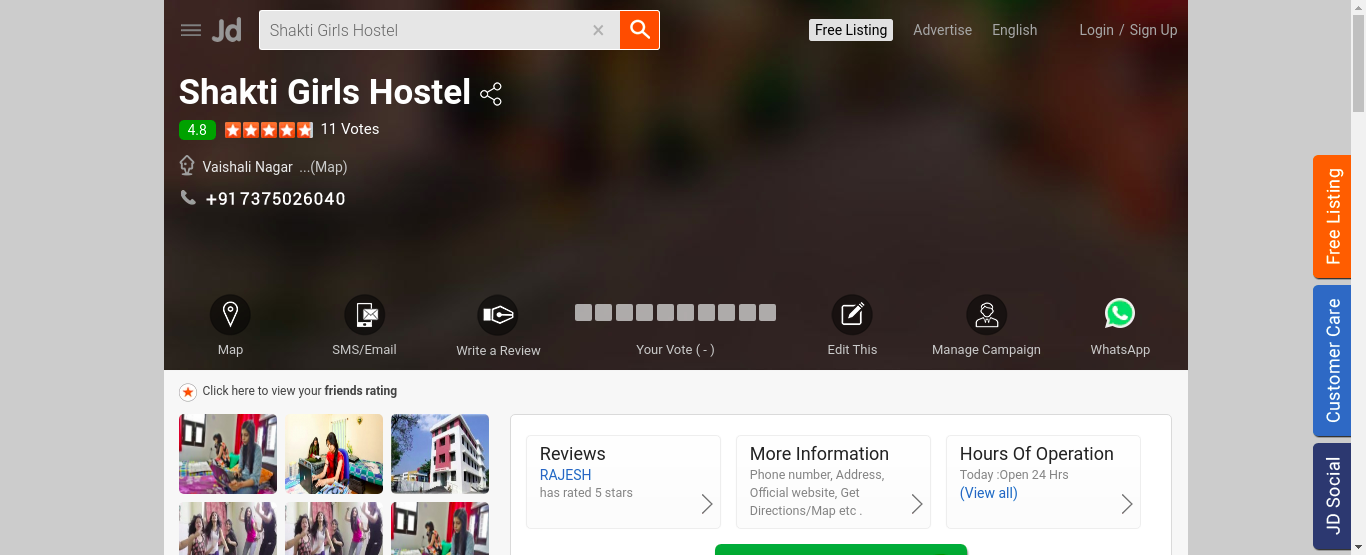 Jd
Shakti Girls Hostel
Free Listing
Advertise
English
Login / Sign Up
Shakti Girls Hostel
4.8
11 Votes
Vaishali Nagar ...(Map)
+917375026040
Map
SMS/Email
Write a Review
Your Vote ( - )
Edit This
Manage Campaign
WhatsApp
Click here to view your friends rating
Reviews
RAJESH
has rated 5 stars
More Information
Phone number, Address,
Official website, Get
Directions/Map etc .
Hours Of Operation
Today :Open 24 Hrs
(View all)
Free Listing
Customer Care
JD Social